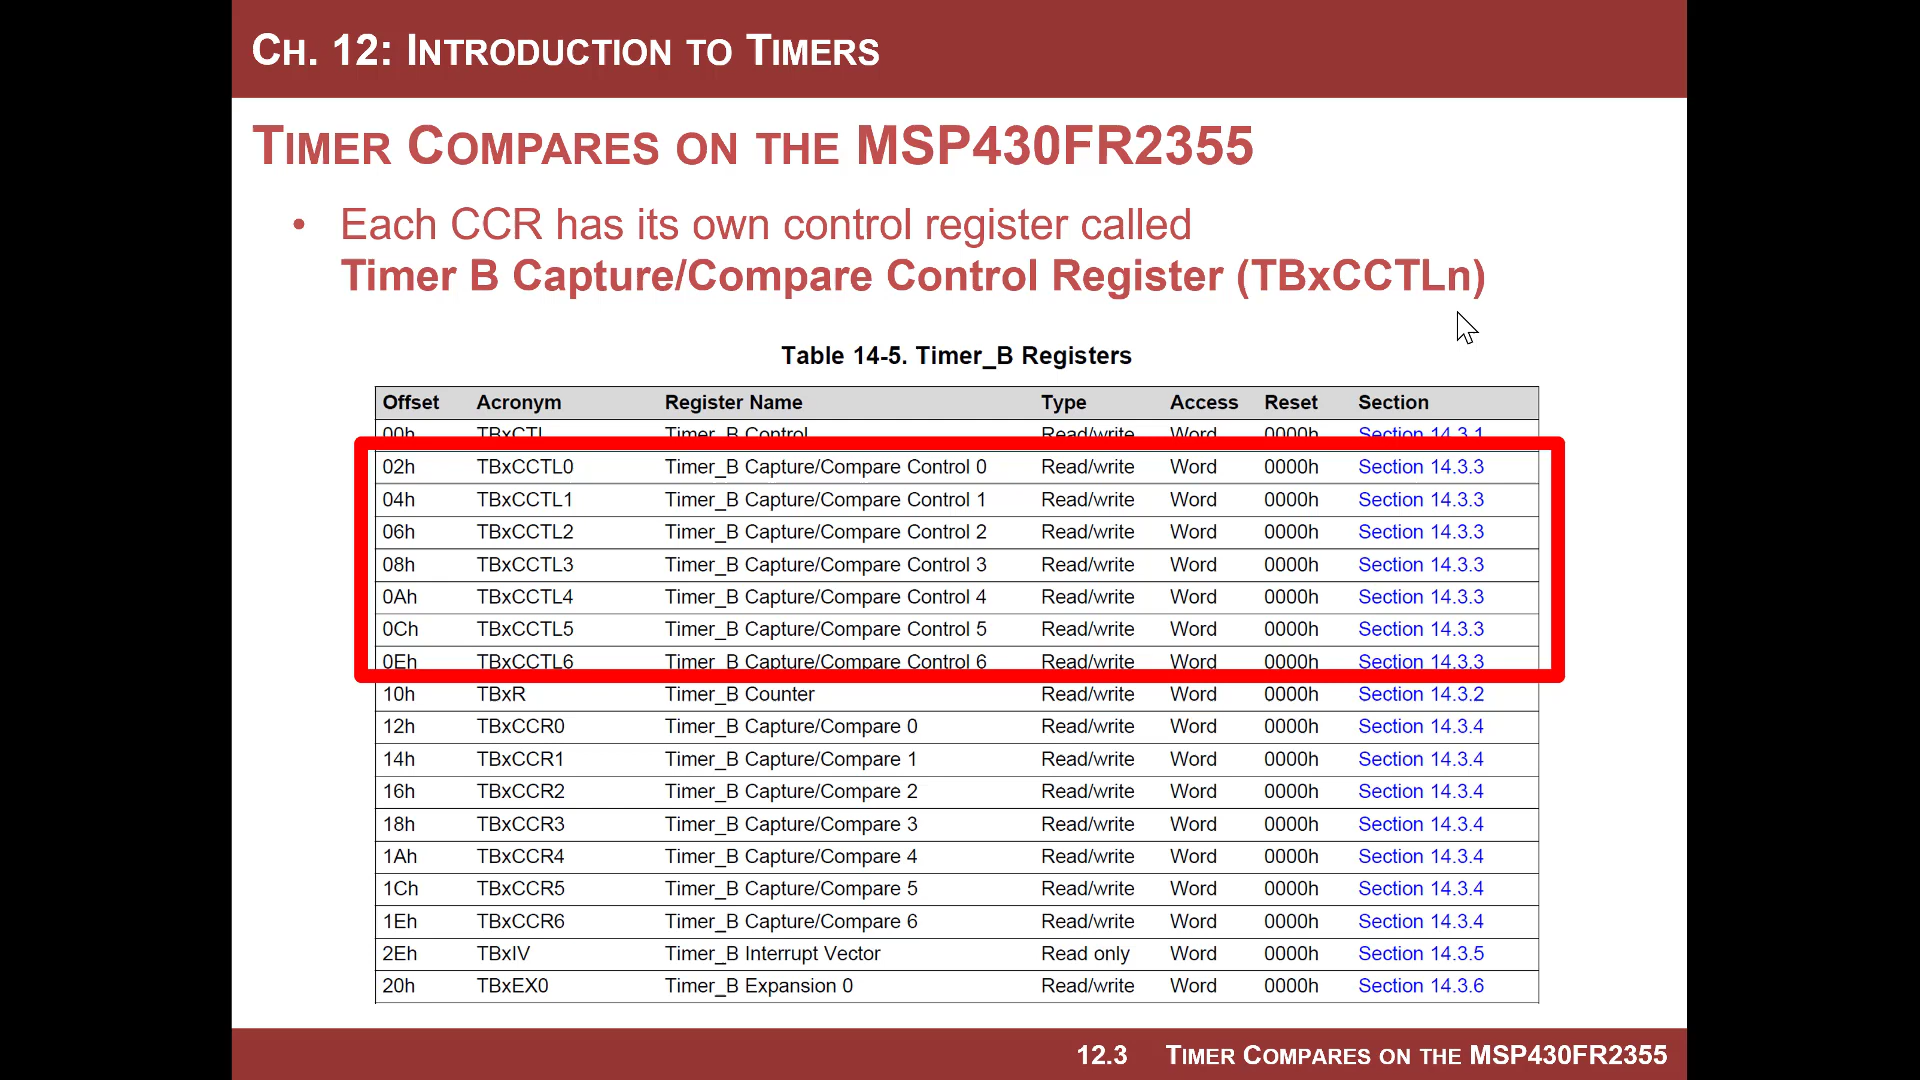 CH. 12: INTRODUCTION TO TIMERS
TIMER COMPARES ON THE MSP430FR2355
• Each CCR has its own control register called
Timer B Capture/Compare Control Register (TBxCCTLn)
Table 14-5. Timer_B Registers
Offset Acronym Register Name Type Access Reset Section
00h TBxCTL Timer_B Control Read/write Word 0000h Section 14.3.1
02h TBxCCTL0 Timer_B Capture/Compare Control 0 Read/write Word 0000h Section 14.3.3
04h TBxCCTL1 Timer_B Capture/Compare Control 1 Read/write Word 0000h Section 14.3.3
06h TBxCCTL2 Timer_B Capture/Compare Control 2 Read/write Word 0000h Section 14.3.3
08h TBxCCTL3 Timer_B Capture/Compare Control 3 Read/write Word 0000h Section 14.3.3
0Ah TBxCCTL4 Timer_B Capture/Compare Control 4 Read/write Word 0000h Section 14.3.3
0Ch TBxCCTL5 Timer_B Capture/Compare Control 5 Read/write Word 0000h Section 14.3.3
0Eh TBxCCTL6 Timer_B Capture/Compare Control 6 Read/write Word 0000h Section 14.3.3
10h TBxR Timer_B Counter Read/write Word 0000h Section 14.3.2
12h TBxCCR0 Timer_B Capture/Compare 0 Read/write Word 0000h Section 14.3.4
14h TBxCCR1 Timer_B Capture/Compare 1 Read/write Word 0000h Section 14.3.4
16h TBxCCR2 Timer_B Capture/Compare 2 Read/write Word 0000h Section 14.3.4
18h TBxCCR3 Timer_B Capture/Compare 3 Read/write Word 0000h Section 14.3.4
1Ah TBxCCR4 Timer_B Capture/Compare 4 Read/write Word 0000h Section 14.3.4
1Ch TBxCCR5 Timer_B Capture/Compare 5 Read/write Word 0000h Section 14.3.4
1Eh TBxCCR6 Timer_B Capture/Compare 6 Read/write Word 0000h Section 14.3.4
2Eh TBxIV Timer_B Interrupt Vector Read only Word 0000h Section 14.3.5
20h TBxEX0 Timer_B Expansion 0 Read/write Word 0000h Section 14.3.6
12.3 TIMER COMPARES ON THE MSP430FR2355